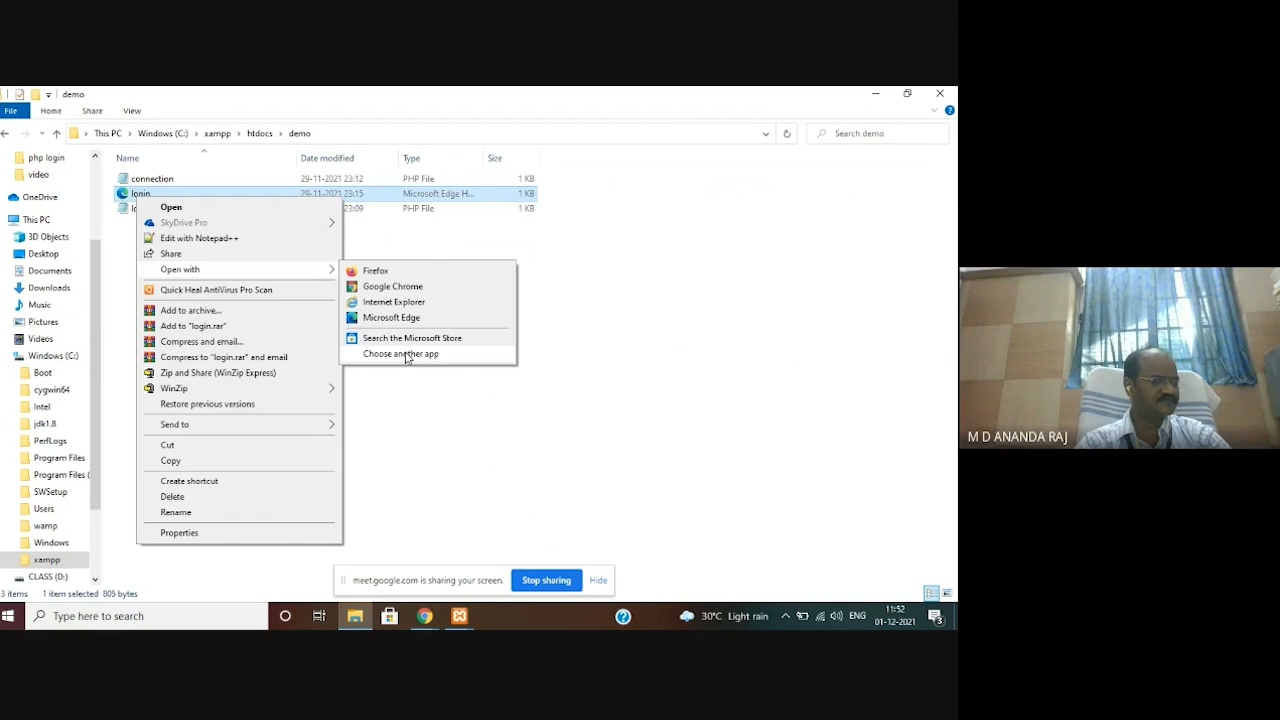 demo
File Home Share View
This PC Windows (C:) xampp htdocs demo Search demo
Name Date modified Type Size
connection 29-11-2021 23:12 PHP File 1 KB
login 29-11-2021 23:15 Microsoft Edge H... 1 KB
23:09 PHP File 1 KB
php login
video
OneDrive
This PC
3D Objects
Desktop
Documents
Downloads
Music
Pictures
Videos
Windows (C:)
Boot
cygwin64
Intel
jdk1.8
PerfLogs
Program Files
Program Files (
SWSetup
Users
wamp
Windows
xampp
CLASS (D:)
Open
SkyDrive Pro
Edit with Notepad++
Share
Open with
Quick Heal AntiVirus Pro Scan
Add to archive...
Add to "login.rar"
Compress and email...
Compress to "login.rar" and email
Zip and Share (WinZip Express)
WinZip
Restore previous versions
Send to
Cut
Copy
Create shortcut
Delete
Rename
Properties
Firefox
Google Chrome
Internet Explorer
Microsoft Edge
Search the Microsoft Store
Choose another app
M D ANANDA RAJ
meet.google.com is sharing your screen. Stop sharing Hide
3 items 1 item selected 805 bytes
Type here to search
30°C Light rain ENG 11:52
01-12-2021
3